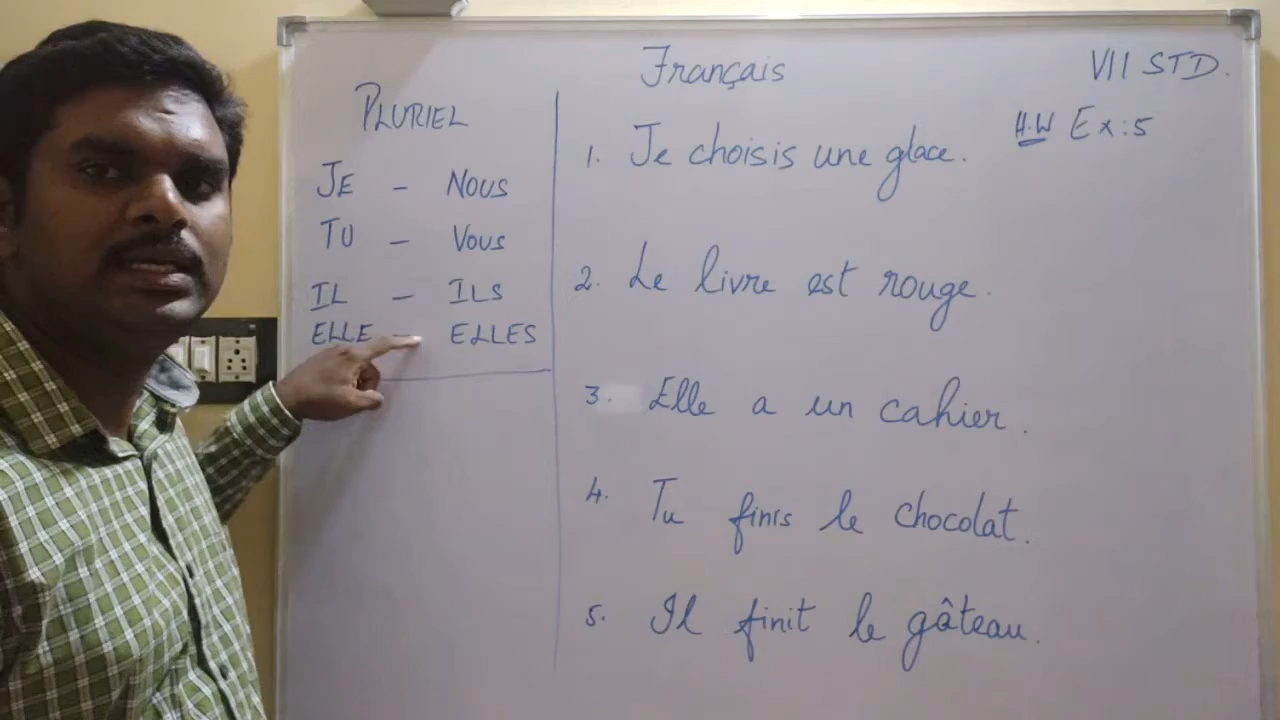 Français
VII STD.
H.W Ex:5
PLURIEL
JE – NOUS
TU – VOUS
IL – ILS
ELLE – ELLES
1. Je choisis une glace.
2. Le livre est rouge.
3. Elle a un cahier.
4. Tu finis le chocolat.
5. Il finit le gâteau.